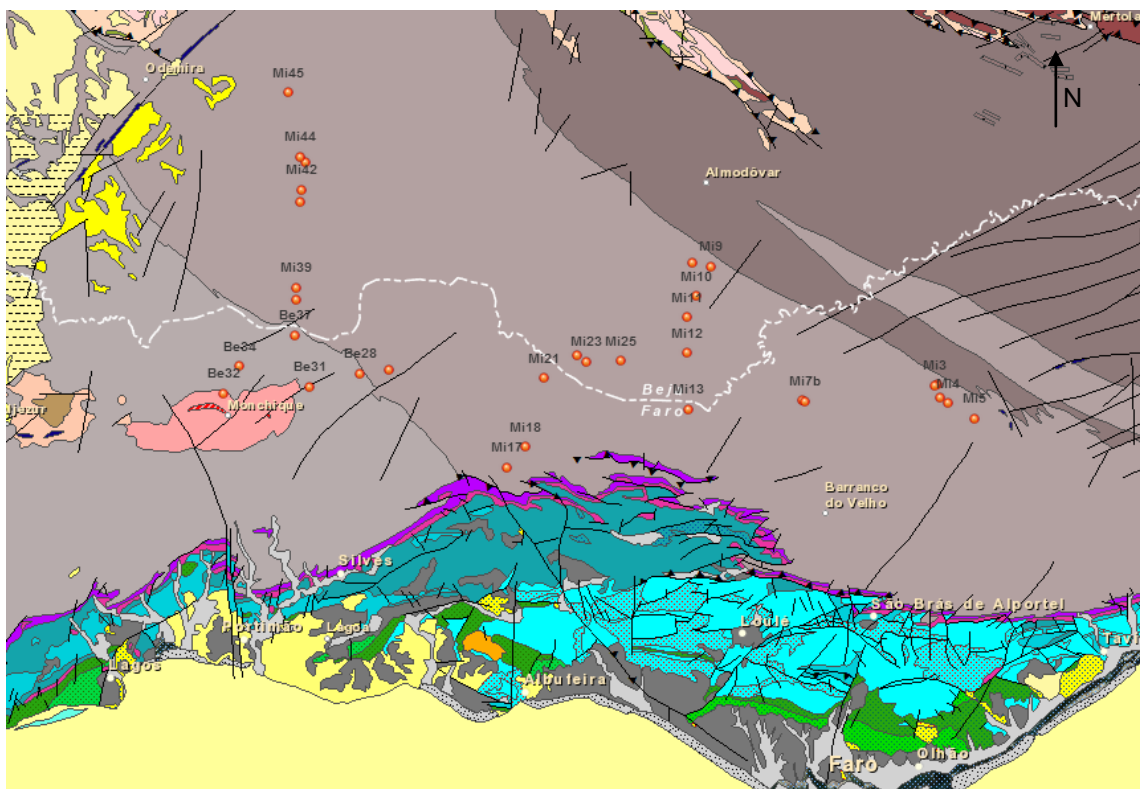 Mértola
Odemira
Mi45
N
Mi44
Mi42
Almodôvar
Mi9
Mi39
Mi10
Mi11
Be37
Mi12
Be34
Be28
Mi21
Mi23
Mi25
Be32
Be31
Mi3
Mi4
Mi5
Beja
Faro
Mi13
Mi7b
Monchique
Mi18
Mi17
Barranco
do Velho
Silves
São Brás de Alportel
Portimão
Lagoa
Loulé
Lagos
Albufeira
Olhão
Faro